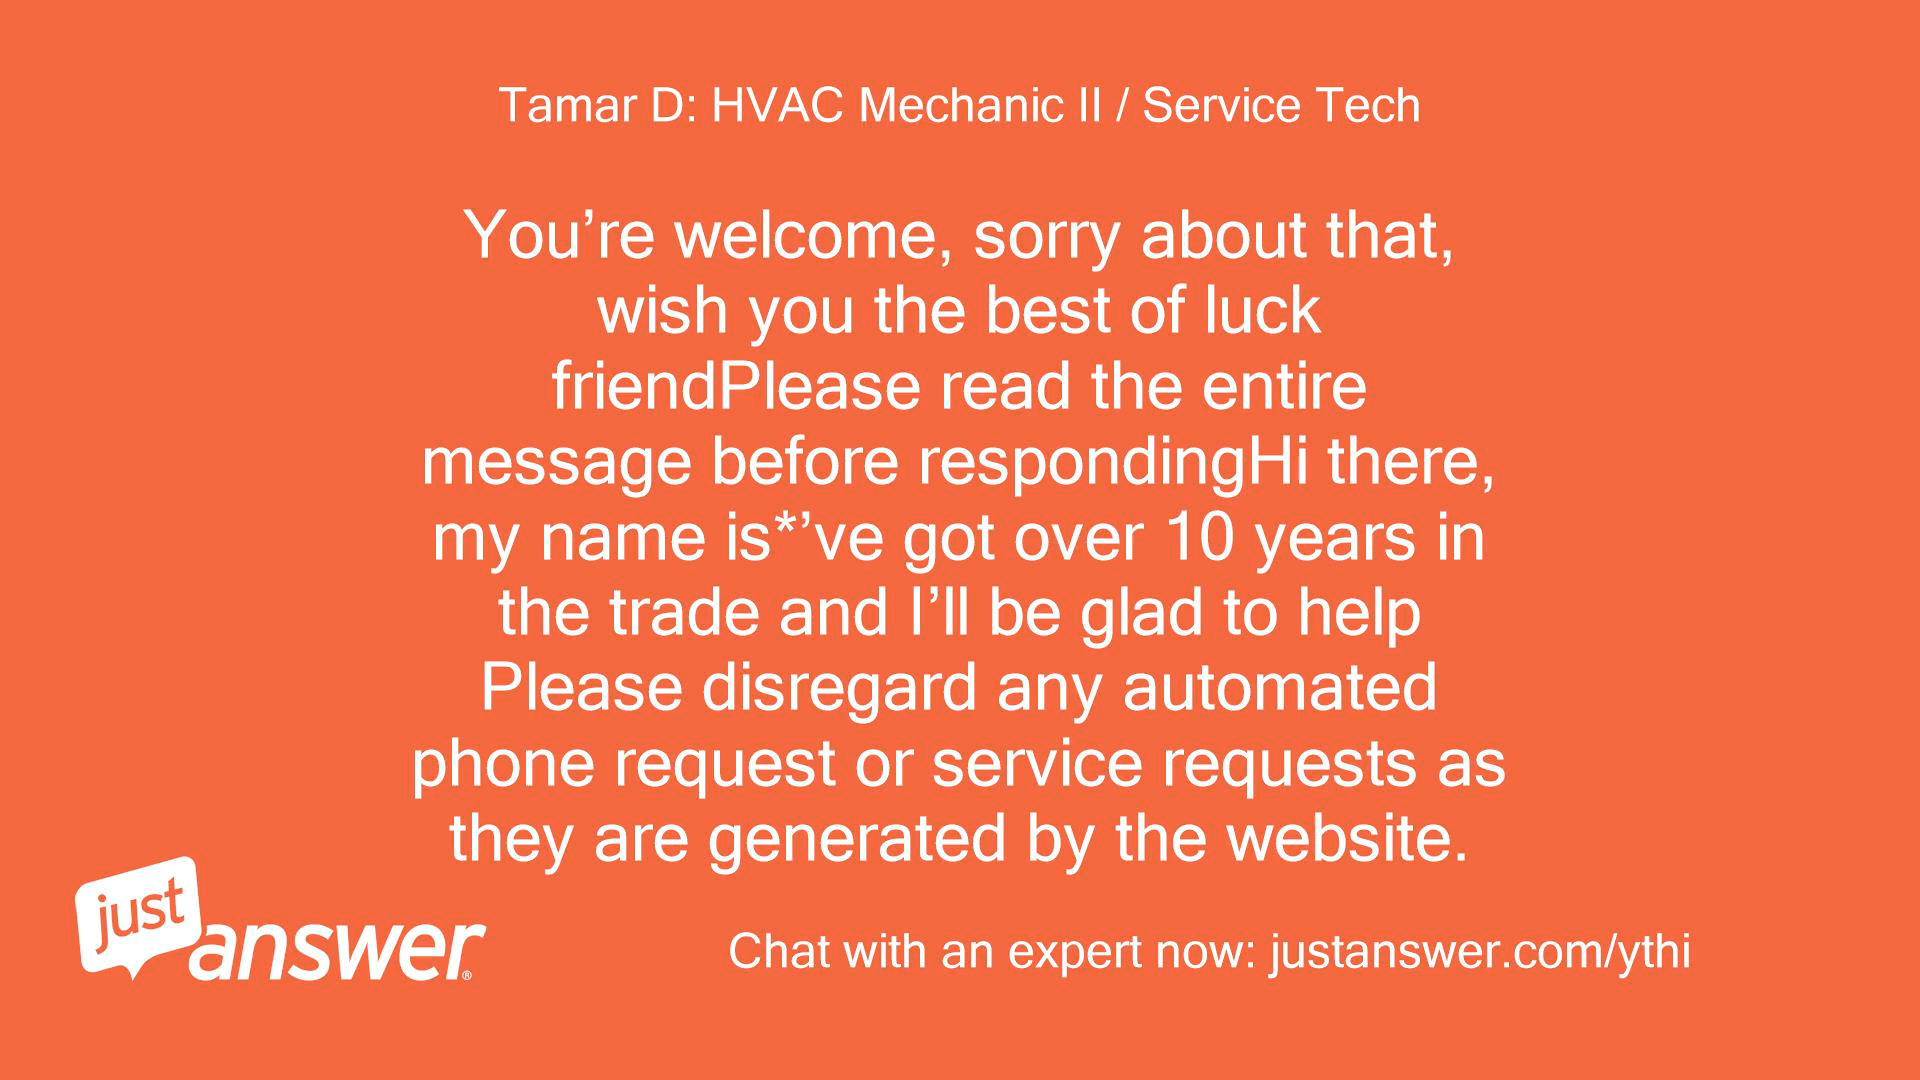 Tamar D: HVAC Mechanic II / Service Tech
You’re welcome, sorry about that,
wish you the best of luck
friendPlease read the entire
message before respondingHi there,
my name is*’ve got over 10 years in
the trade and I’ll be glad to help
Please disregard any automated
phone request or service requests as
they are generated by the website.
just
answer®
Chat with an expert now: justanswer.com/ythi